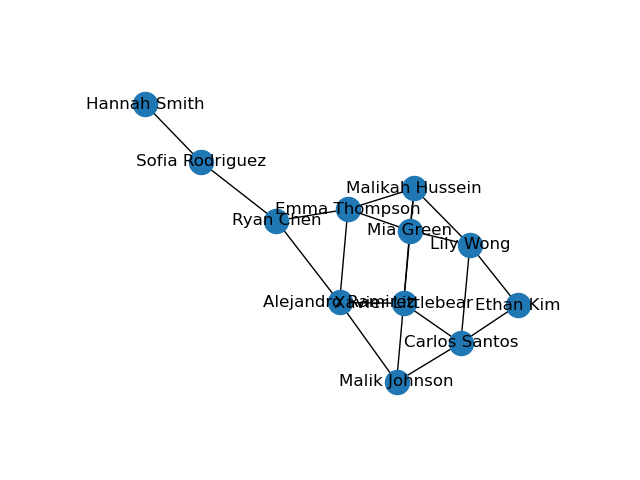 Hannah Smith
Sofia Rodriguez
Malikah Hussein
Emma Thompson
Ryan Chen
Mia Green
Lily Wong
Alejandro Ramirez
Xavier Littlebear
Ethan Kim
Carlos Santos
Malik Johnson